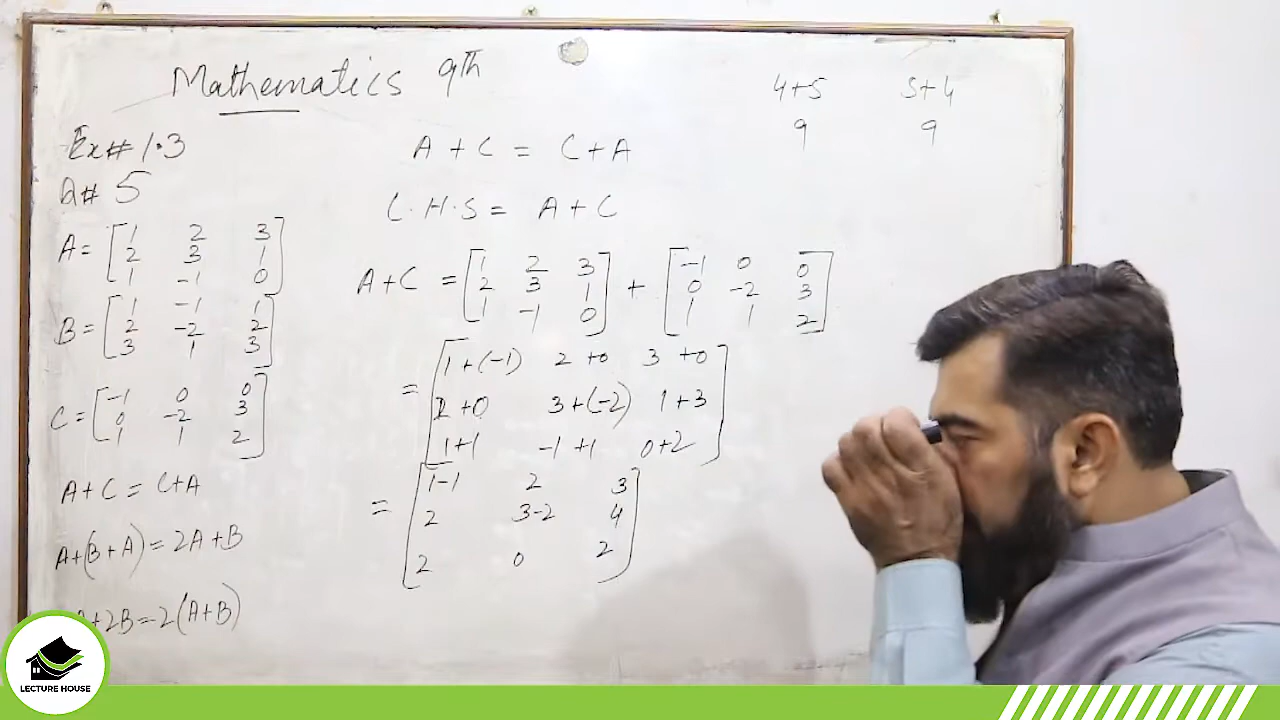 Mathematics 9th
4+5 5+4
9 9
Ex# 1.3
Q# 5
A = [1 2 3
2 3 1
1 -1 0]
B = [1 -1 1
2 -2 2
3 1 3]
C = [-1 0 0
0 -2 3
1 1 2]
A+C = C+A
A+(B+A) = 2A+B
A+2B = 2(A+B)
A + C = C+A
L.H.S = A+C
A+C = [1 2 3 + [-1 0 0
2 3 1 0 -2 3
1 -1 0] 1 1 2]
= [1+(-1) 2+0 3+0
2+0 3+(-2) 1+3
1+1 -1+1 0+2]
= [1-1 2 3
2 3-2 4
2 0 2]
LECTURE HOUSE